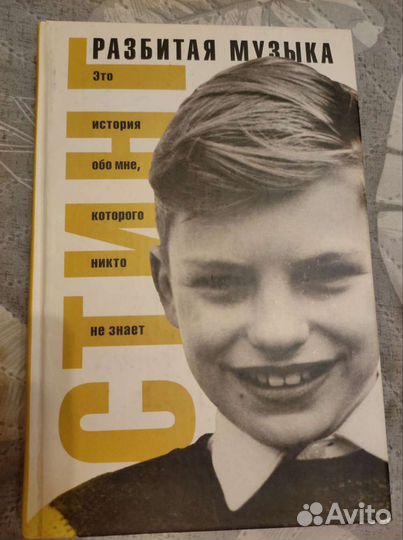 РАЗБИТАЯ МУЗЫКА
СТИНГ
Это
история
обо мне,
которого
никто
не знает
Avito